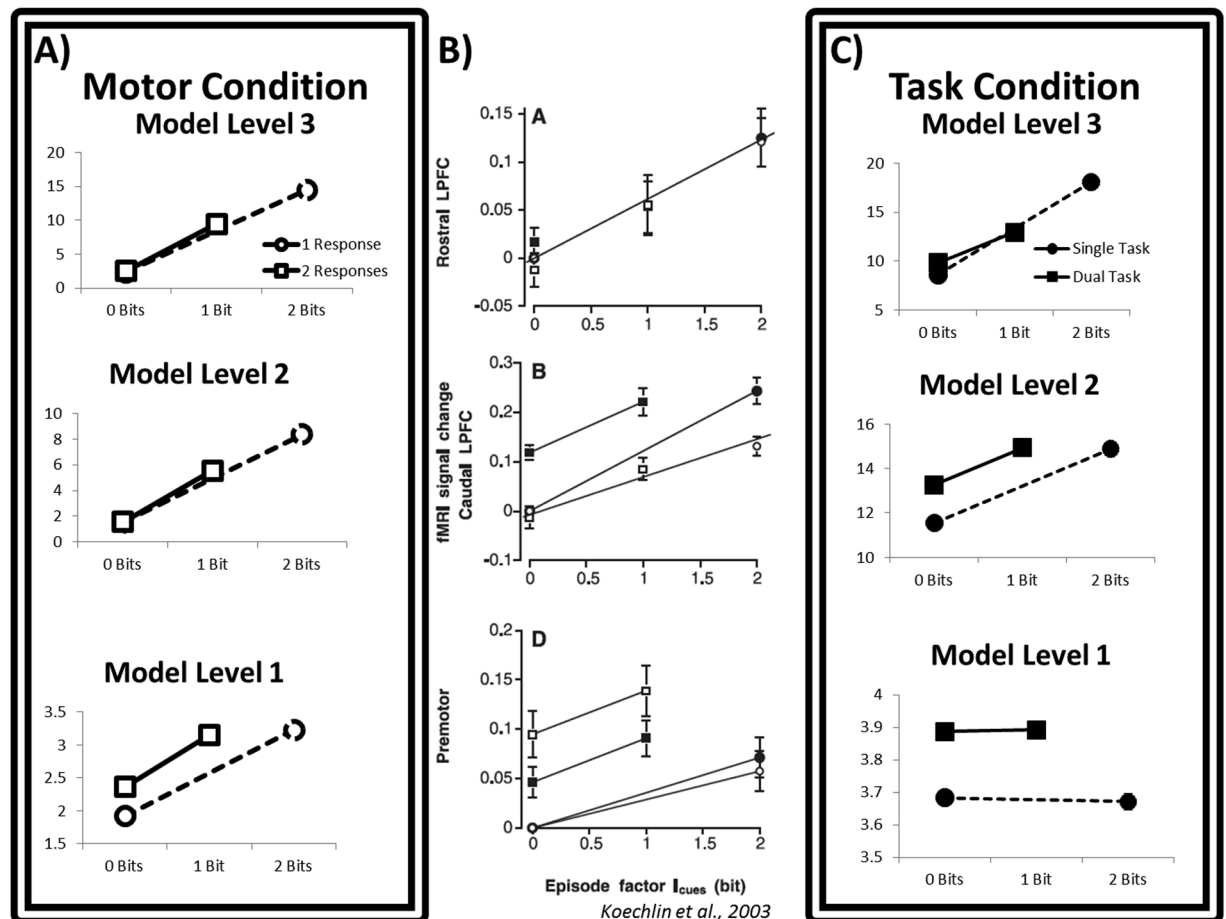 A)
Motor Condition
Model Level 3
20
15
10
5
0
0 Bits
1 Bit
2 Bits
1 Response
2 Responses
Model Level 2
10
8
6
4
2
0
0 Bits
1 Bit
2 Bits
Model Level 1
3.5
3
2.5
2
1.5
0 Bits
1 Bit
2 Bits
B)
A
Rostral LPFC
0.15
0.1
0.05
0
-0.05
0
0.5
1
1.5
2
B
fMRI signal change
Caudal LPFC
0.3
0.2
0.1
0
-0.1
0
0.5
1
1.5
2
D
Premotor
0.2
0.15
0.1
0.05
0
0
0.5
1
1.5
2
Episode factor Icues (bit)
Koechlin et al., 2003
C)
Task Condition
Model Level 3
20
15
10
5
0 Bits
1 Bit
2 Bits
Single Task
Dual Task
Model Level 2
16
14
12
10
0 Bits
1 Bit
2 Bits
Model Level 1
4
3.9
3.8
3.7
3.6
3.5
0 Bits
1 Bit
2 Bits